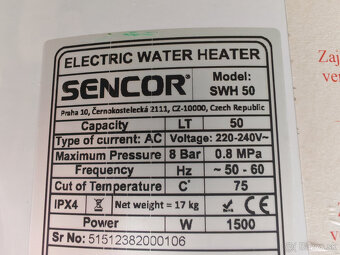 ELECTRIC WATER HEATER
SENCOR
Model:
SWH 50
Praha 10, Černokostelecká 2111, CZ-10000, Czech Republic
Capacity LT 50
Type of current: AC Voltage: 220-240V~
Maximum Pressure 8 Bar 0.8 MPa
Frequency Hz ~ 50 - 60
Cut of Temperature C° 75
IPX4 Net weight ≈ 17 kg
Power W 1500
Sr No: 51512382000106
Zaj